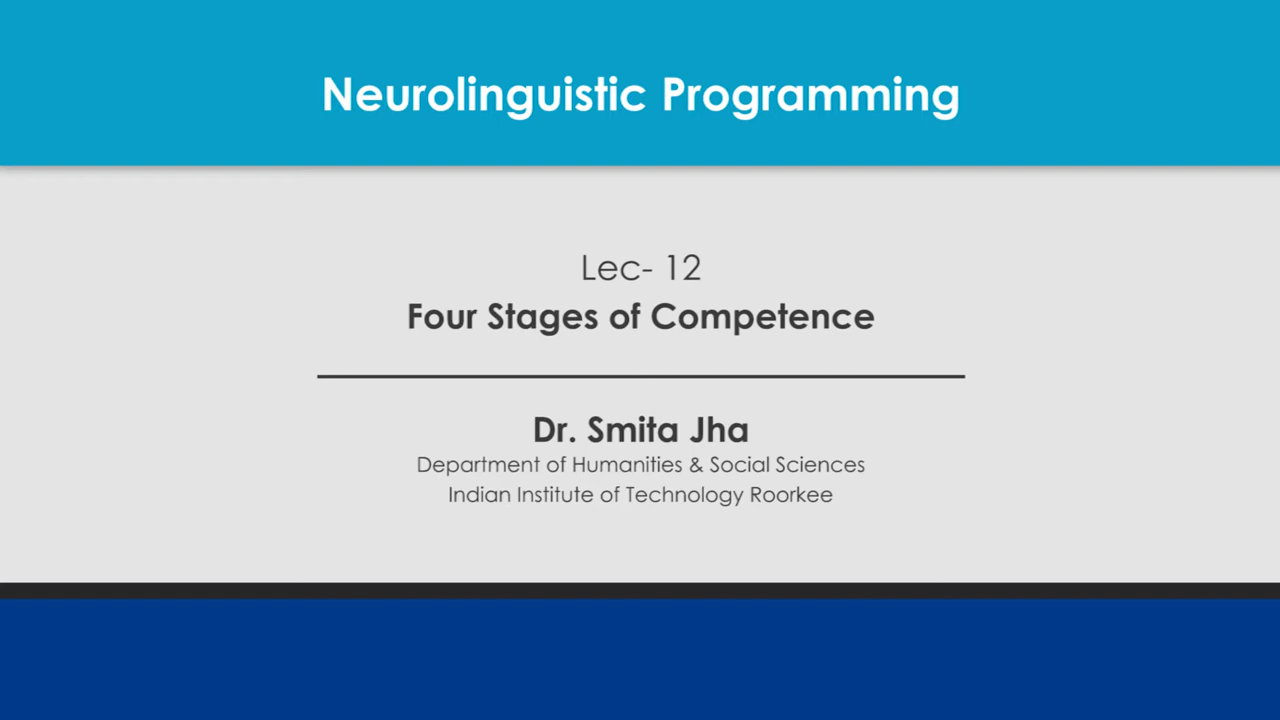 Neurolinguistic Programming
Lec- 12
Four Stages of Competence
Dr. Smita Jha
Department of Humanities & Social Sciences
Indian Institute of Technology Roorkee